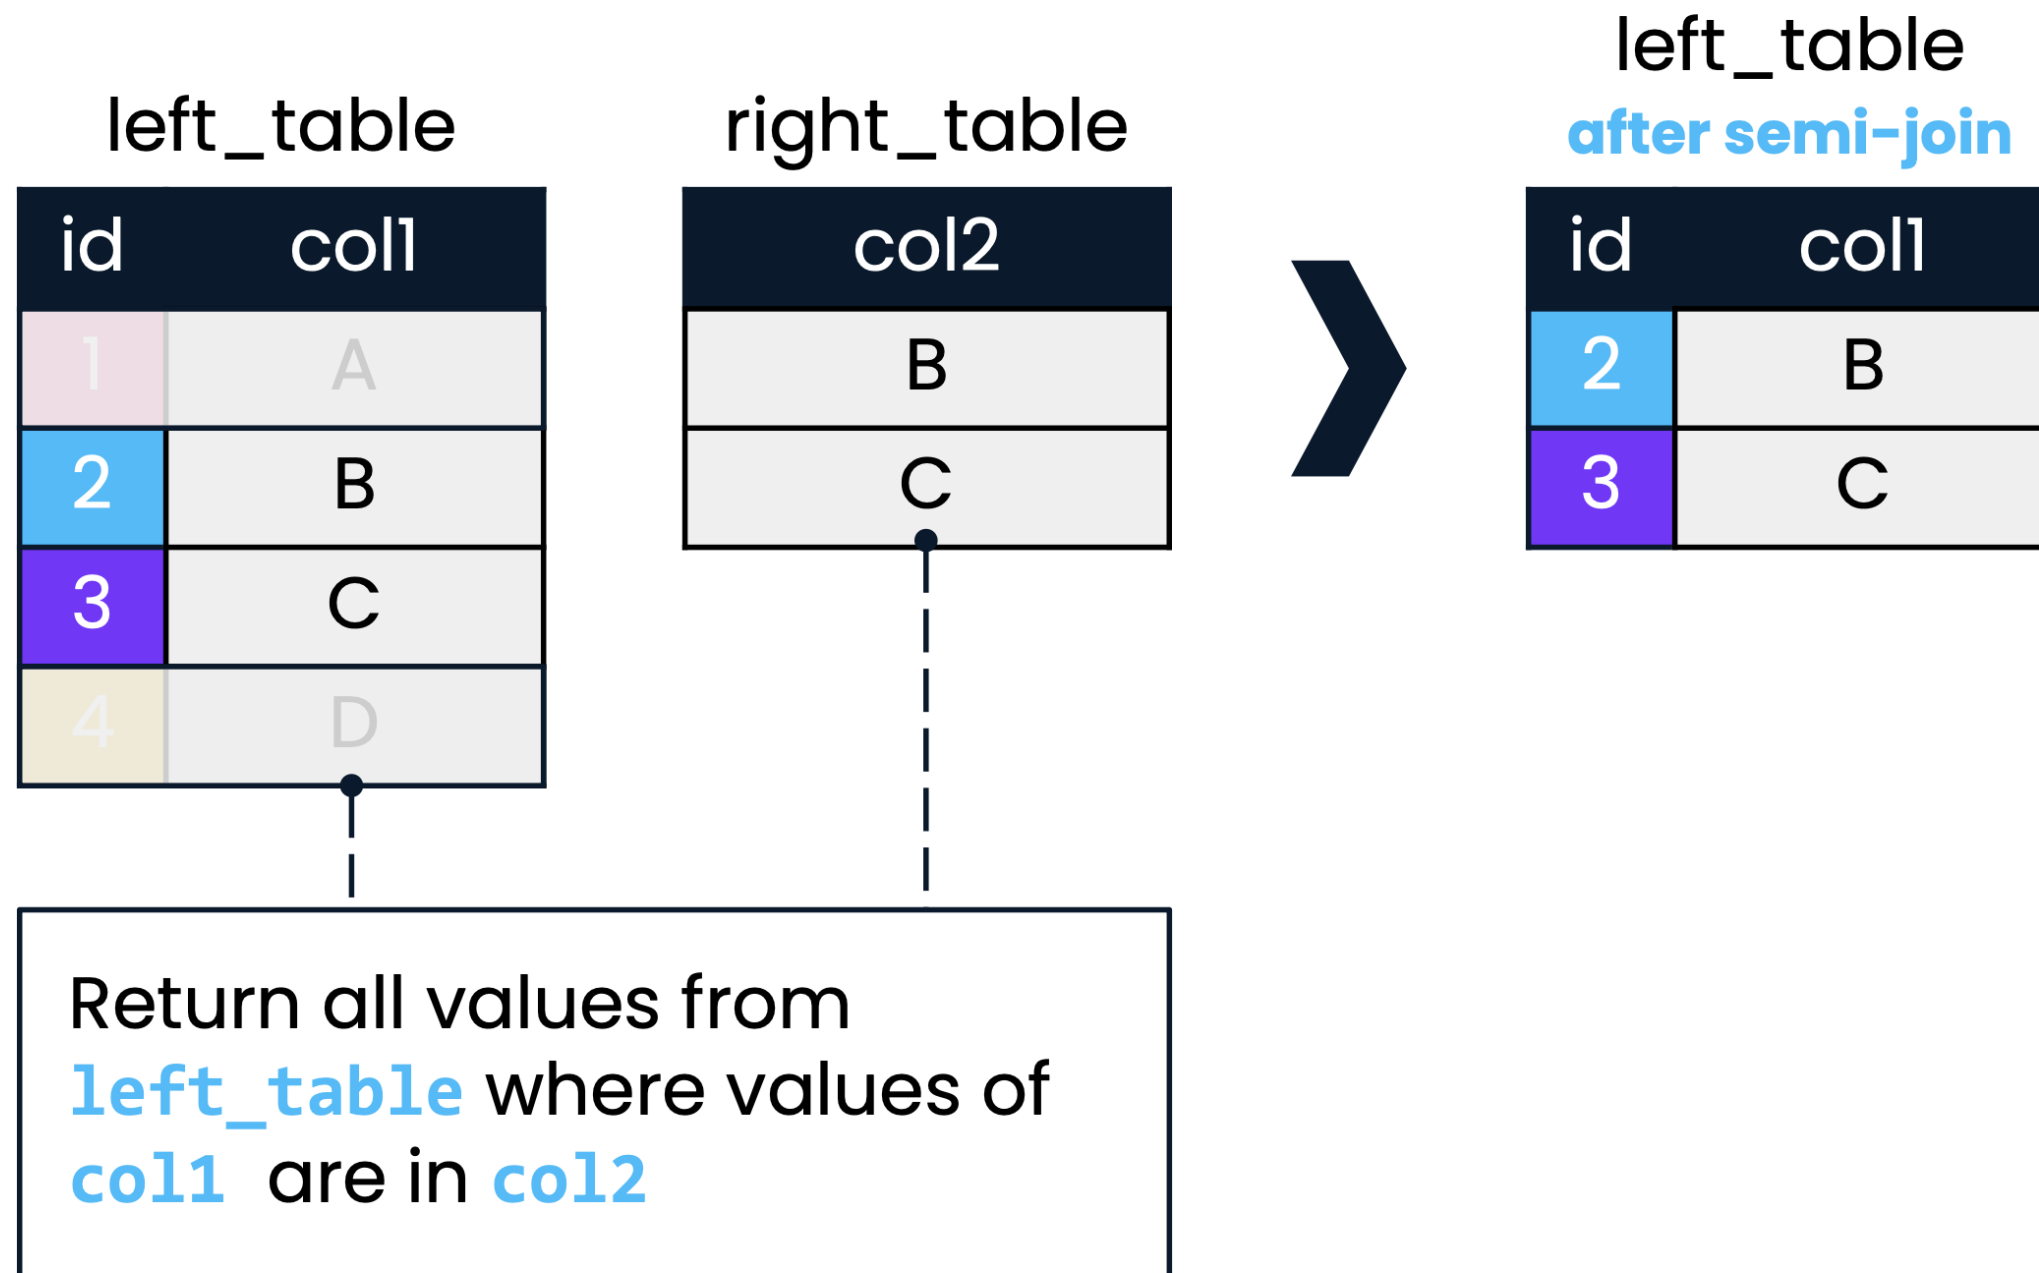 left_table
id col1
1 A
2 B
3 C
4 D
right_table
col2
B
C
left_table
after semi-join
id col1
2 B
3 C
Return all values from
left_table where values of
col1 are in col2